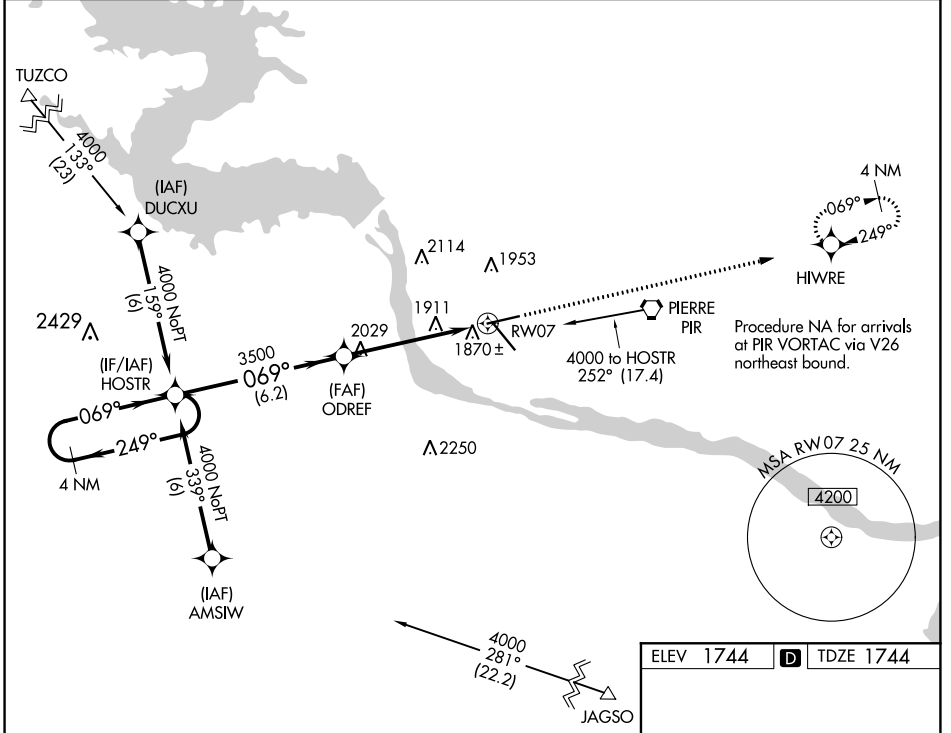 TUZCO
4000
133°
(23)
(IAF)
DUCXU
4000 NoPT
159°
(6)
2429
(IF/IAF)
HOSTR
3500
069°
(6.2)
069°
249°
4 NM
4000 NoPT
339°
(6)
(IAF)
AMSIW
2029
(FAF)
ODREF
2114
1953
1911
1870±
RW07
2250
4 NM
069°
249°
HIWRE
PIERRE
PIR
4000 to HOSTR
252° (17.4)
Procedure NA for arrivals
at PIR VORTAC via V26
northeast bound.
MSA RW07 25 NM
4200
4000
281°
(22.2)
JAGSO
ELEV 1744 D TDZE 1744